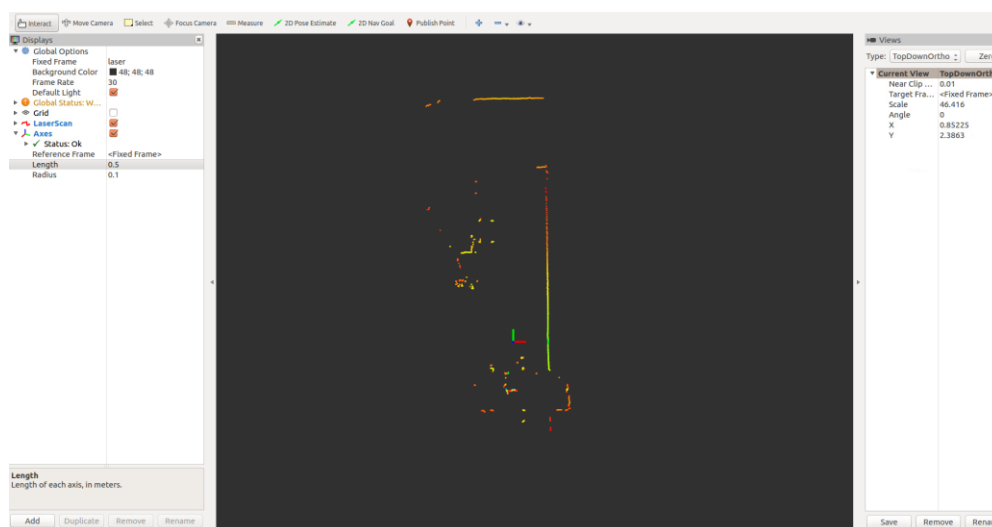 Interact Move Camera Select Focus Camera Measure 2D Pose Estimate 2D Nav Goal Publish Point
Displays
Global Options
Fixed Frame laser
Background Color 48; 48; 48
Frame Rate 30
Default Light
Global Status: W...
Grid
LaserScan
Axes
Status: Ok
Reference Frame <Fixed Frame>
Length 0.5
Radius 0.1
Length
Length of each axis, in meters.
Add Duplicate Remove Rename
Views
Type: TopDownOrtho Zero
Current View TopDownOrtho
Near Clip ... 0.01
Target Fra... <Fixed Frame>
Scale 46.416
Angle 0
X 0.85225
Y 2.3863
Save Remove Rena